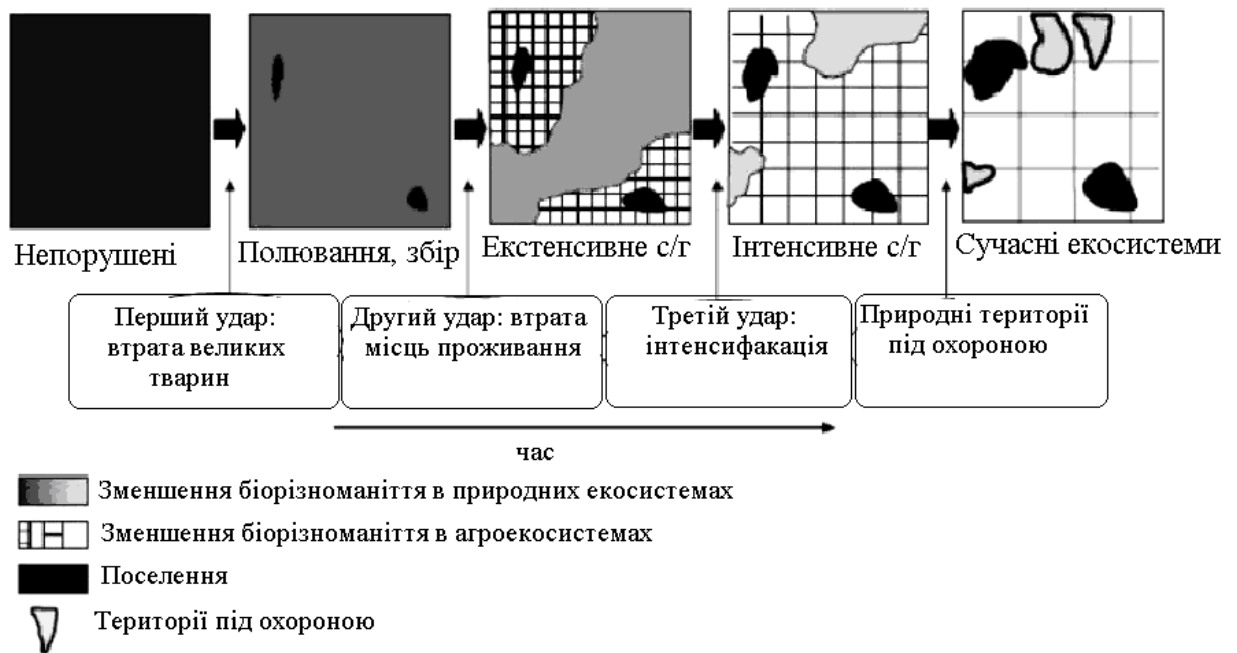 Непорушені
Полювання, збір
Екстенсивне с/г
Інтенсивне с/г
Сучасні екосистеми
Перший удар:
втрата великих
тварин
Другий удар: втрата
місць проживання
Третій удар:
інтенсифакація
Природні території
під охороною
час
Зменшення біорізноманіття в природних екосистемах
Зменшення біорізноманіття в агроекосистемах
Поселення
Території під охороною